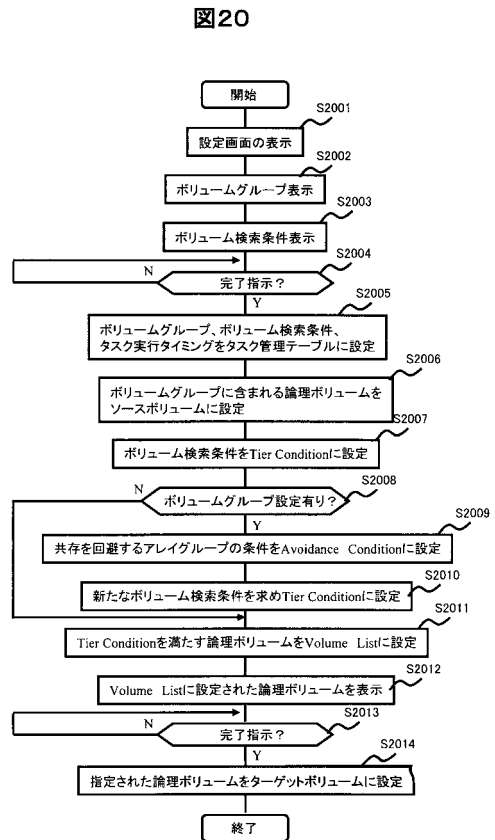 図20
開始
S2001
設定画面の表示
S2002
ボリュームグループ表示
S2003
ボリューム検索条件表示
S2004
N
完了指示?
Y
S2005
ボリュームグループ、ボリューム検索条件、
タスク実行タイミングをタスク管理テーブルに設定
S2006
ボリュームグループに含まれる論理ボリュームを
ソースボリュームに設定
S2007
ボリューム検索条件をTier Conditionに設定
S2008
N
ボリュームグループ設定有り?
Y
S2009
共存を回避するアレイグループの条件をAvoidance Conditionに設定
S2010
新たなボリューム検索条件を求めTier Conditionに設定
S2011
Tier Conditionを満たす論理ボリュームをVolume Listに設定
S2012
Volume Listに設定された論理ボリュームを表示
S2013
N
完了指示?
Y
S2014
指定された論理ボリュームをターゲットボリュームに設定
終了